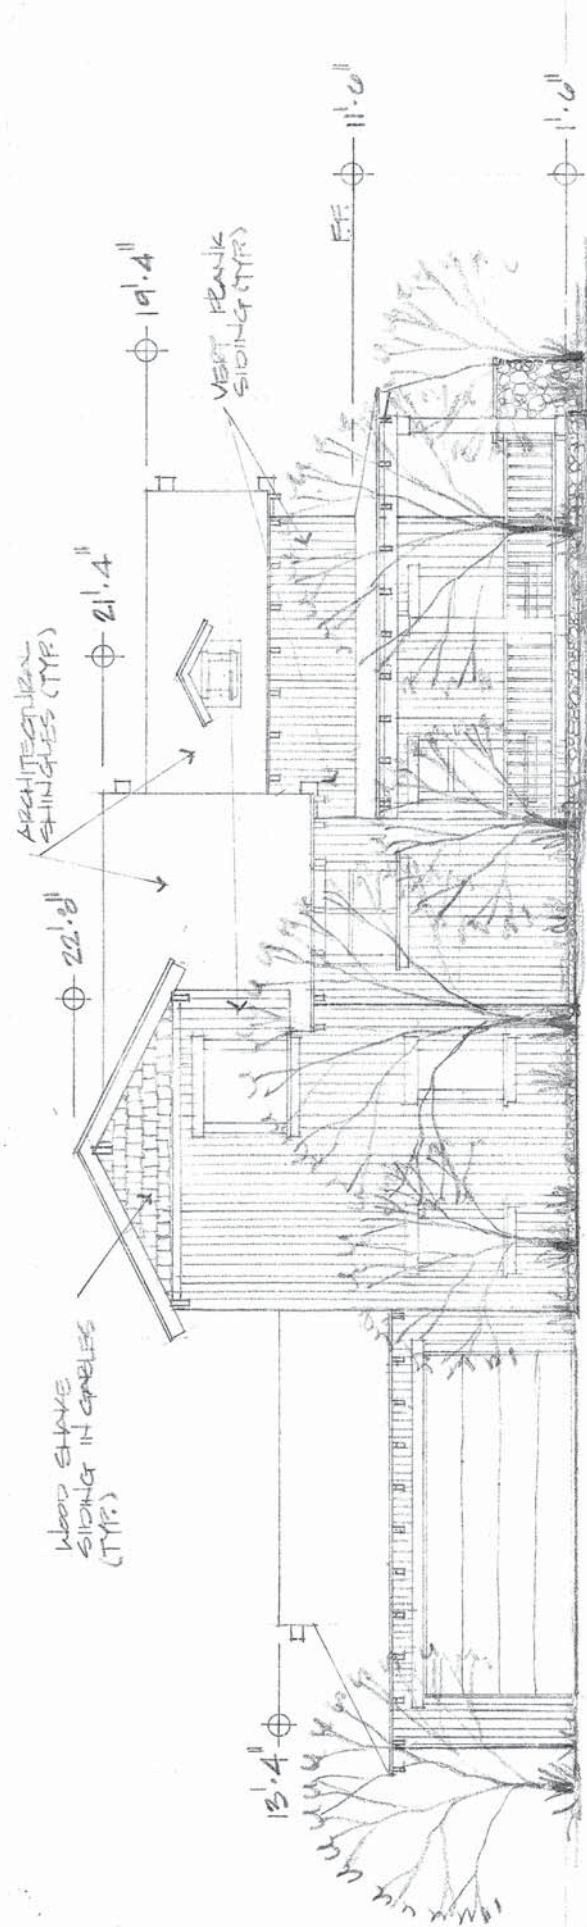 WOOD SHAKE
SIDING IN GABLES
(TYP.)
13'.4"
22'.8"
ARCHITECTURAL
SHINGLES (TYP.)
21'.4"
19'.4"
VERT PLANK
SIDING (TYP.)
F.F.
11'.6"
1'.6"